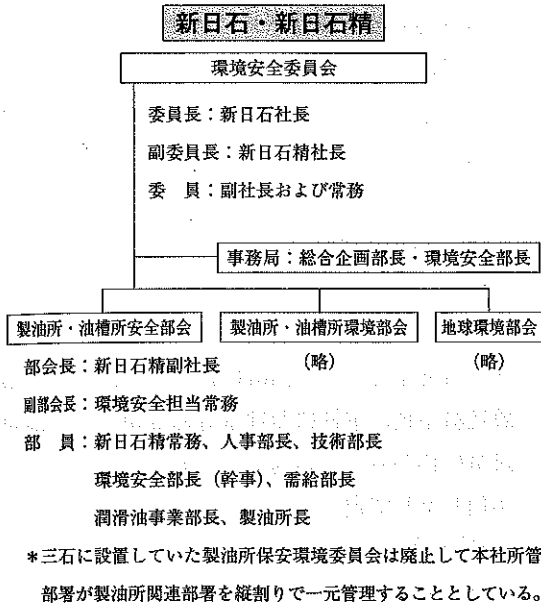 新日石・新日石精
環境安全委員会
委員長：新日石社長
副委員長：新日石精社長
委　員：副社長および常務
事務局：総合企画部長・環境安全部長
製油所・油槽所安全部会
製油所・油槽所環境部会
地球環境部会
部会長：新日石精副社長
(略)
(略)
副部会長：環境安全担当常務
部　員：新日石精常務、人事部長、技術部長
環境安全部長（幹事)、需給部長
潤滑油事業部長、製油所長
＊三石に設置していた製油所保安環境委員会は廃止して本社所管
部署が製油所関連部署を縦割りで一元管理することとしている。